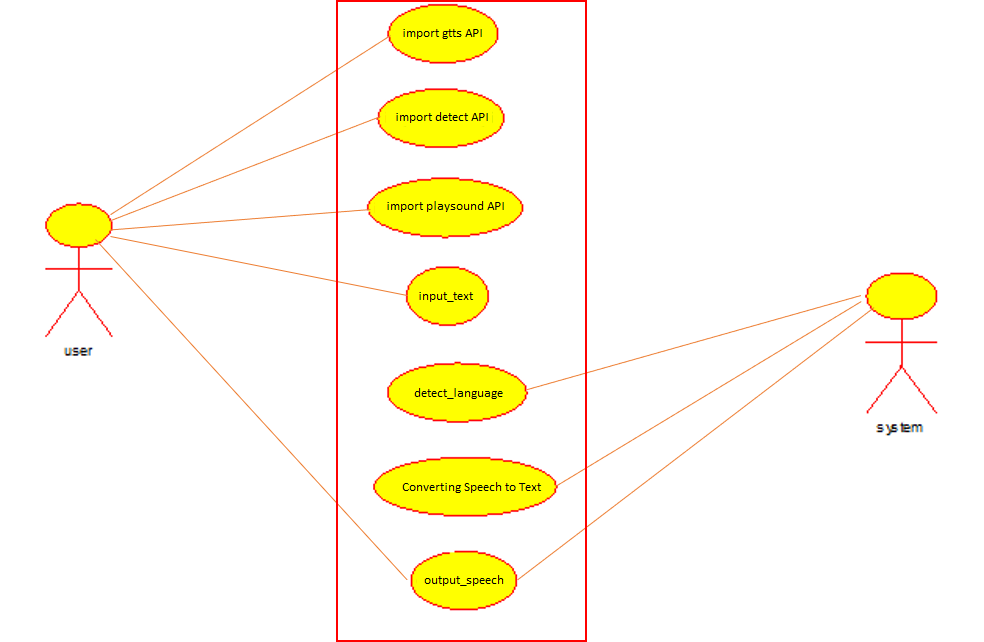 import gtts API
import detect API
import playsound API
input_text
user
detect_language
system
Converting Speech to Text
output_speech